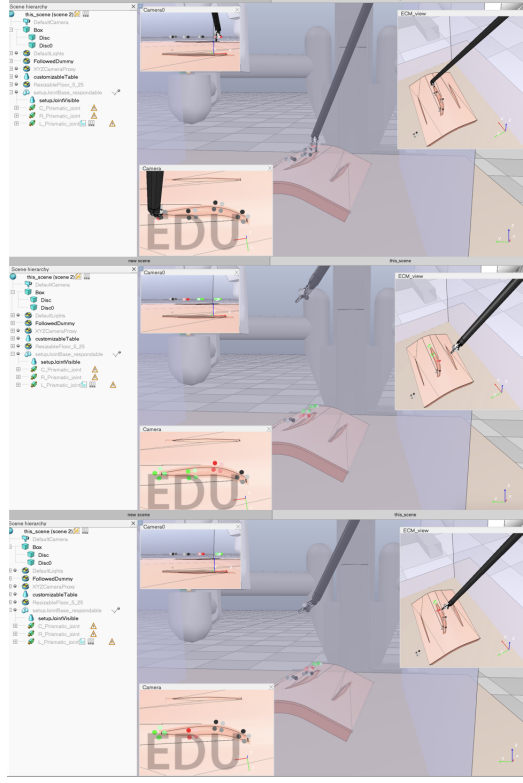 Scene hierarchy
this_scene (scene 2)
DefaultCamera
Box
Disc
Disc0
DefaultLights
FollowedDummy
XYZCameraProxy
customizableTable
ResizableFloor_5_25
setupJointBase_respondable
setupJointVisible
C_Prismatic_joint
R_Prismatic_joint
L_Prismatic_joint
Camera0
ECM_view
Camera
EDU
new scene
this_scene
Scene hierarchy
this_scene (scene 2)
DefaultCamera
Box
Disc
Disc0
DefaultLights
FollowedDummy
XYZCameraProxy
customizableTable
ResizableFloor_5_25
setupJointBase_respondable
setupJointVisible
C_Prismatic_joint
R_Prismatic_joint
L_Prismatic_joint
Camera0
ECM_view
Camera
EDU
new scene
this_scene
Scene hierarchy
this_scene (scene 2)
DefaultCamera
Box
Disc
Disc0
DefaultLights
FollowedDummy
XYZCameraProxy
customizableTable
ResizableFloor_5_25
setupJointBase_respondable
setupJointVisible
C_Prismatic_joint
R_Prismatic_joint
L_Prismatic_joint
Camera0
ECM_view
Camera
EDU